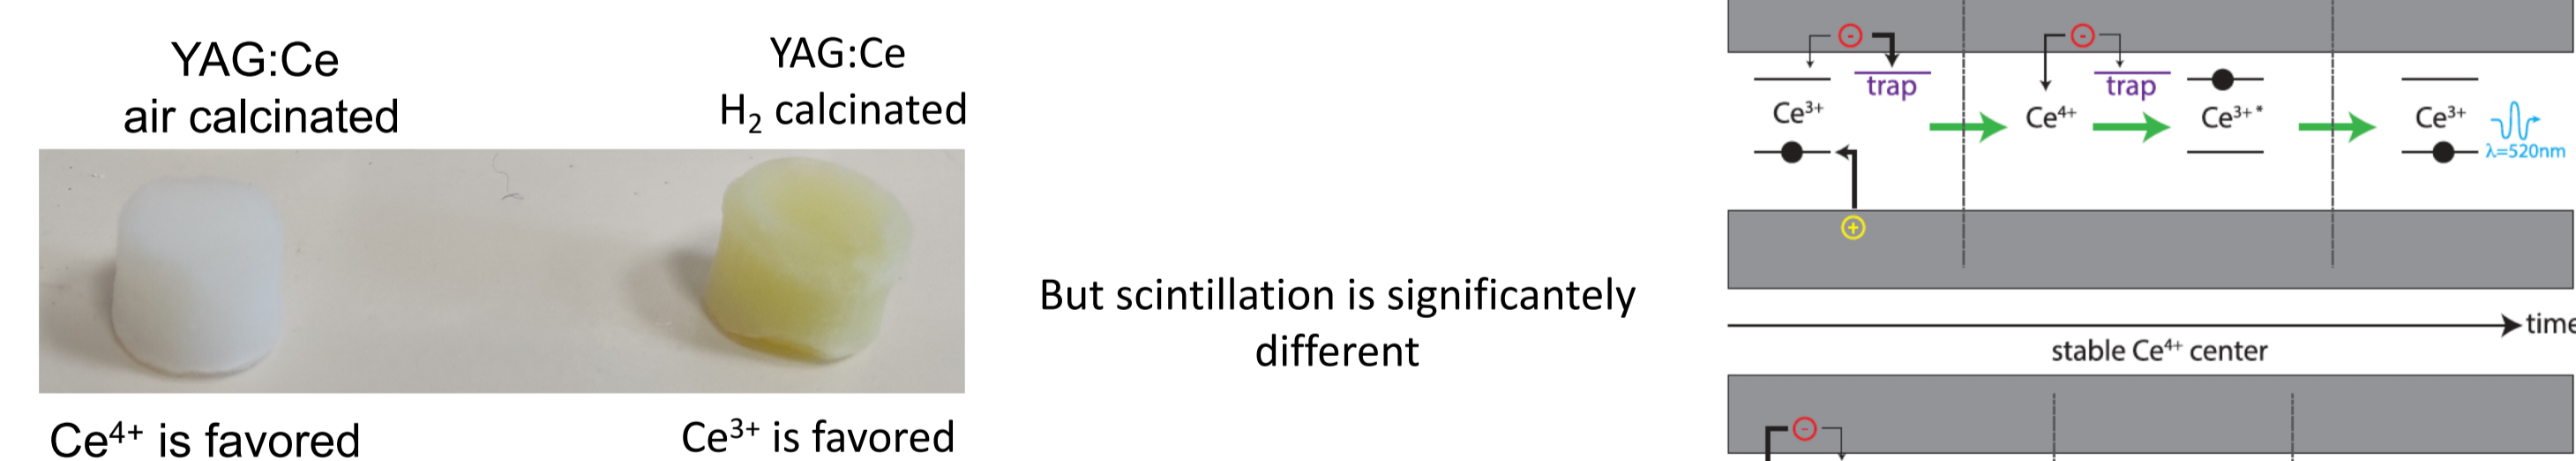 YAG:Ce
air calcinated
YAG:Ce
H₂ calcinated
Ce⁴⁺ is favored
Ce³⁺ is favored
But scintillation is significantely
different
- -
trap trap
Ce³⁺ Ce⁴⁺ Ce³⁺* Ce³⁺
λ=520nm
+
time
stable Ce⁴⁺ center
-